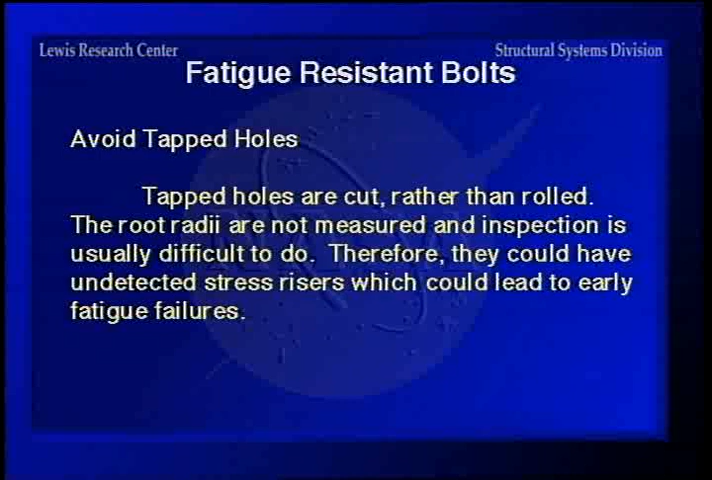 Lewis Research Center
Structural Systems Division
Fatigue Resistant Bolts
Avoid Tapped Holes
Tapped holes are cut, rather than rolled.
The root radii are not measured and inspection is
usually difficult to do. Therefore, they could have
undetected stress risers which could lead to early
fatigue failures.